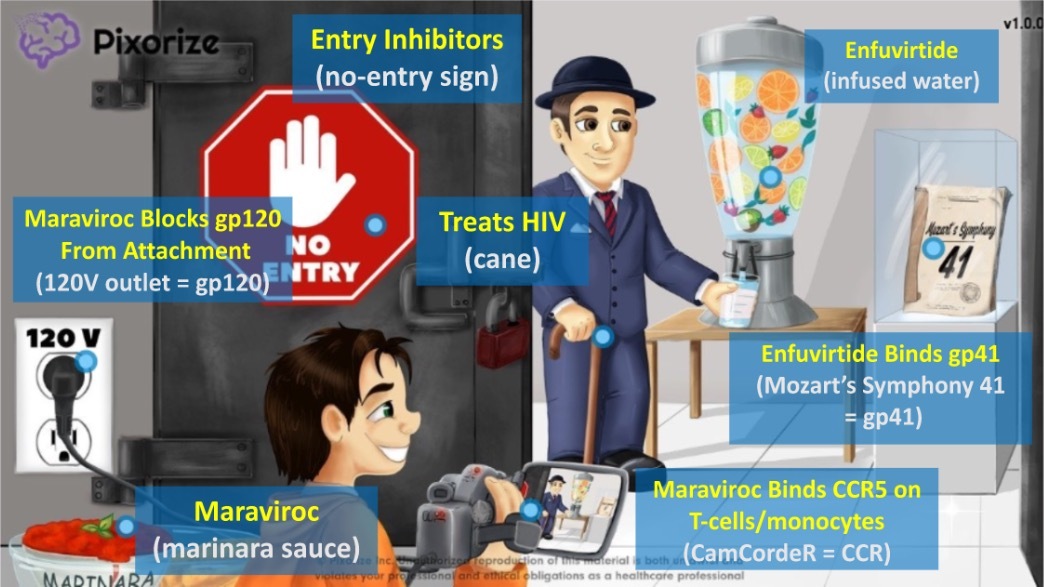 Pixorize
v1.0.0
Entry Inhibitors
(no-entry sign)
Enfuvirtide
(infused water)
Maraviroc Blocks gp120
From Attachment
(120V outlet = gp120)
NO
ENTRY
Treats HIV
(cane)
Mozart's Symphony
41
120 V
Enfuvirtide Binds gp41
(Mozart's Symphony 41
= gp41)
Maraviroc
(marinara sauce)
Maraviroc Binds CCR5 on
T-cells/monocytes
(CamCordeR = CCR)
MARINARA
© Pixorize Inc. Unauthorized reproduction of this material is both
violates your professional and ethical obligations as a healthcare professional